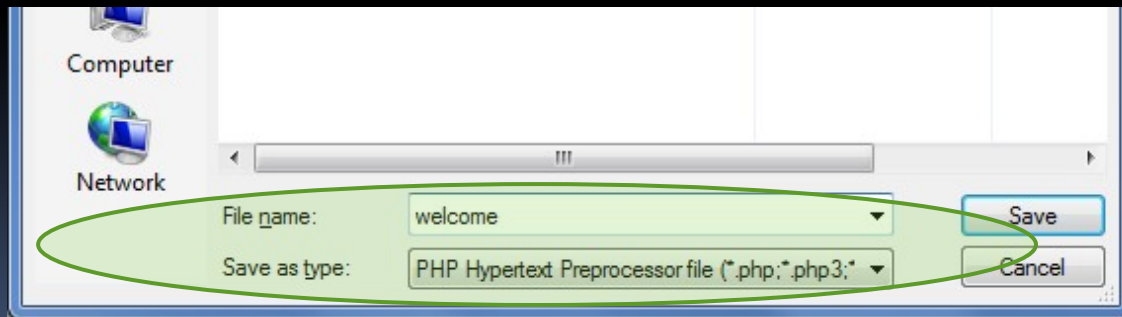 Computer
Network
File name:
welcome
Save
Save as type:
PHP Hypertext Preprocessor file (*.php;*.php3;*
Cancel